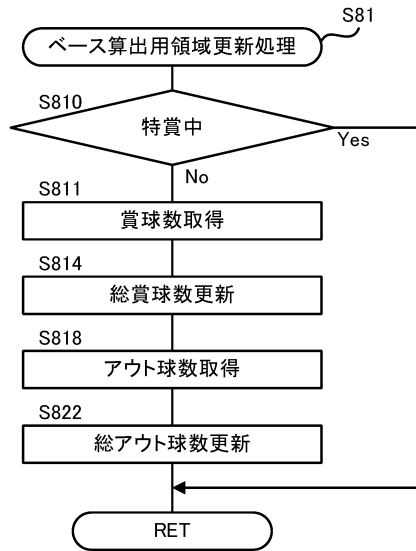 S81
ベース算出用領域更新処理
S810
特賞中
Yes
No
S811
賞球数取得
S814
総賞球数更新
S818
アウト球数取得
S822
総アウト球数更新
RET